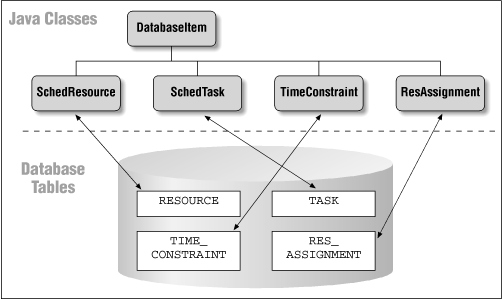 Java Classes
DatabaseItem
SchedResource
SchedTask
TimeConstraint
ResAssignment
Database
Tables
RESOURCE
TASK
TIME_
CONSTRAINT
RES_
ASSIGNMENT